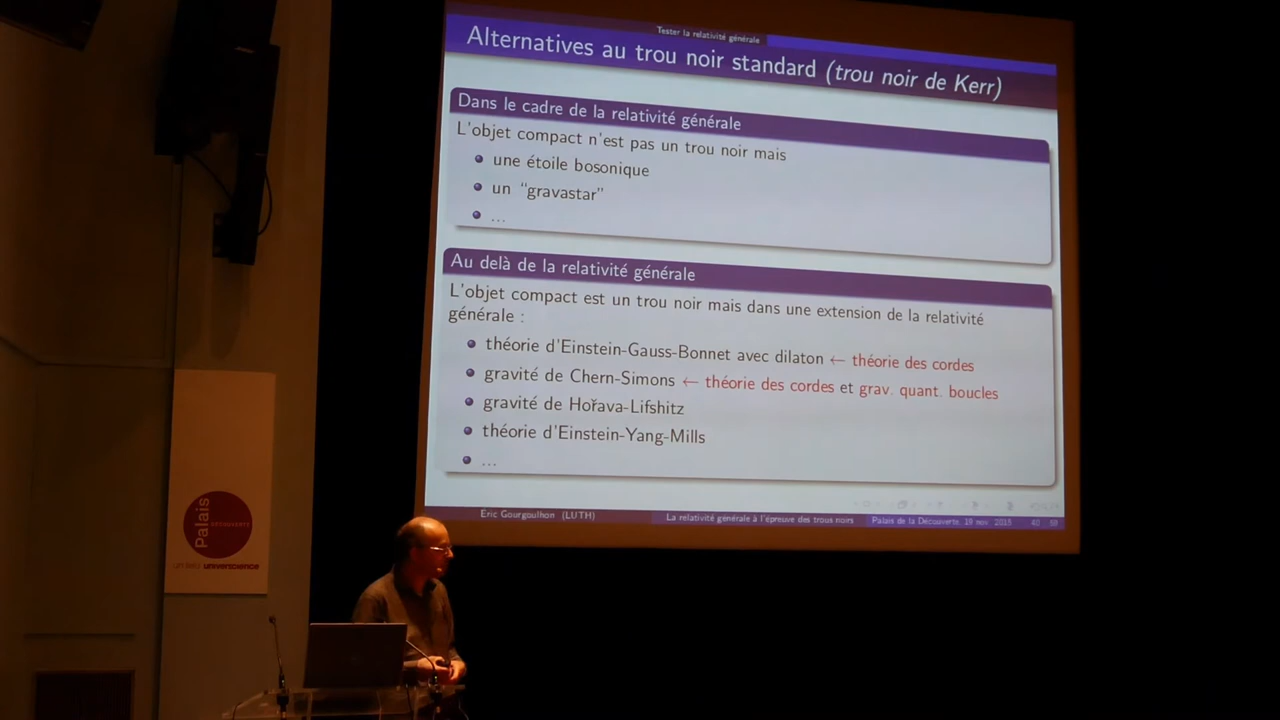 Tester la relativité générale
Alternatives au trou noir standard (trou noir de Kerr)
Dans le cadre de la relativité générale
L'objet compact n'est pas un trou noir mais
une étoile bosonique
un “gravastar”
...
Au delà de la relativité générale
L'objet compact est un trou noir mais dans une extension de la relativité
générale :
théorie d'Einstein-Gauss-Bonnet avec dilaton ← théorie des cordes
gravité de Chern-Simons ← théorie des cordes et grav. quant. boucles
gravité de Hořava-Lifshitz
théorie d'Einstein-Yang-Mills
...
Éric Gourgoulhon (LUTH) La relativité générale à l'épreuve des trous noirs Palais de la Découverte, 19 nov. 2015 40
Palais
DÉCOUVERTE
universcience